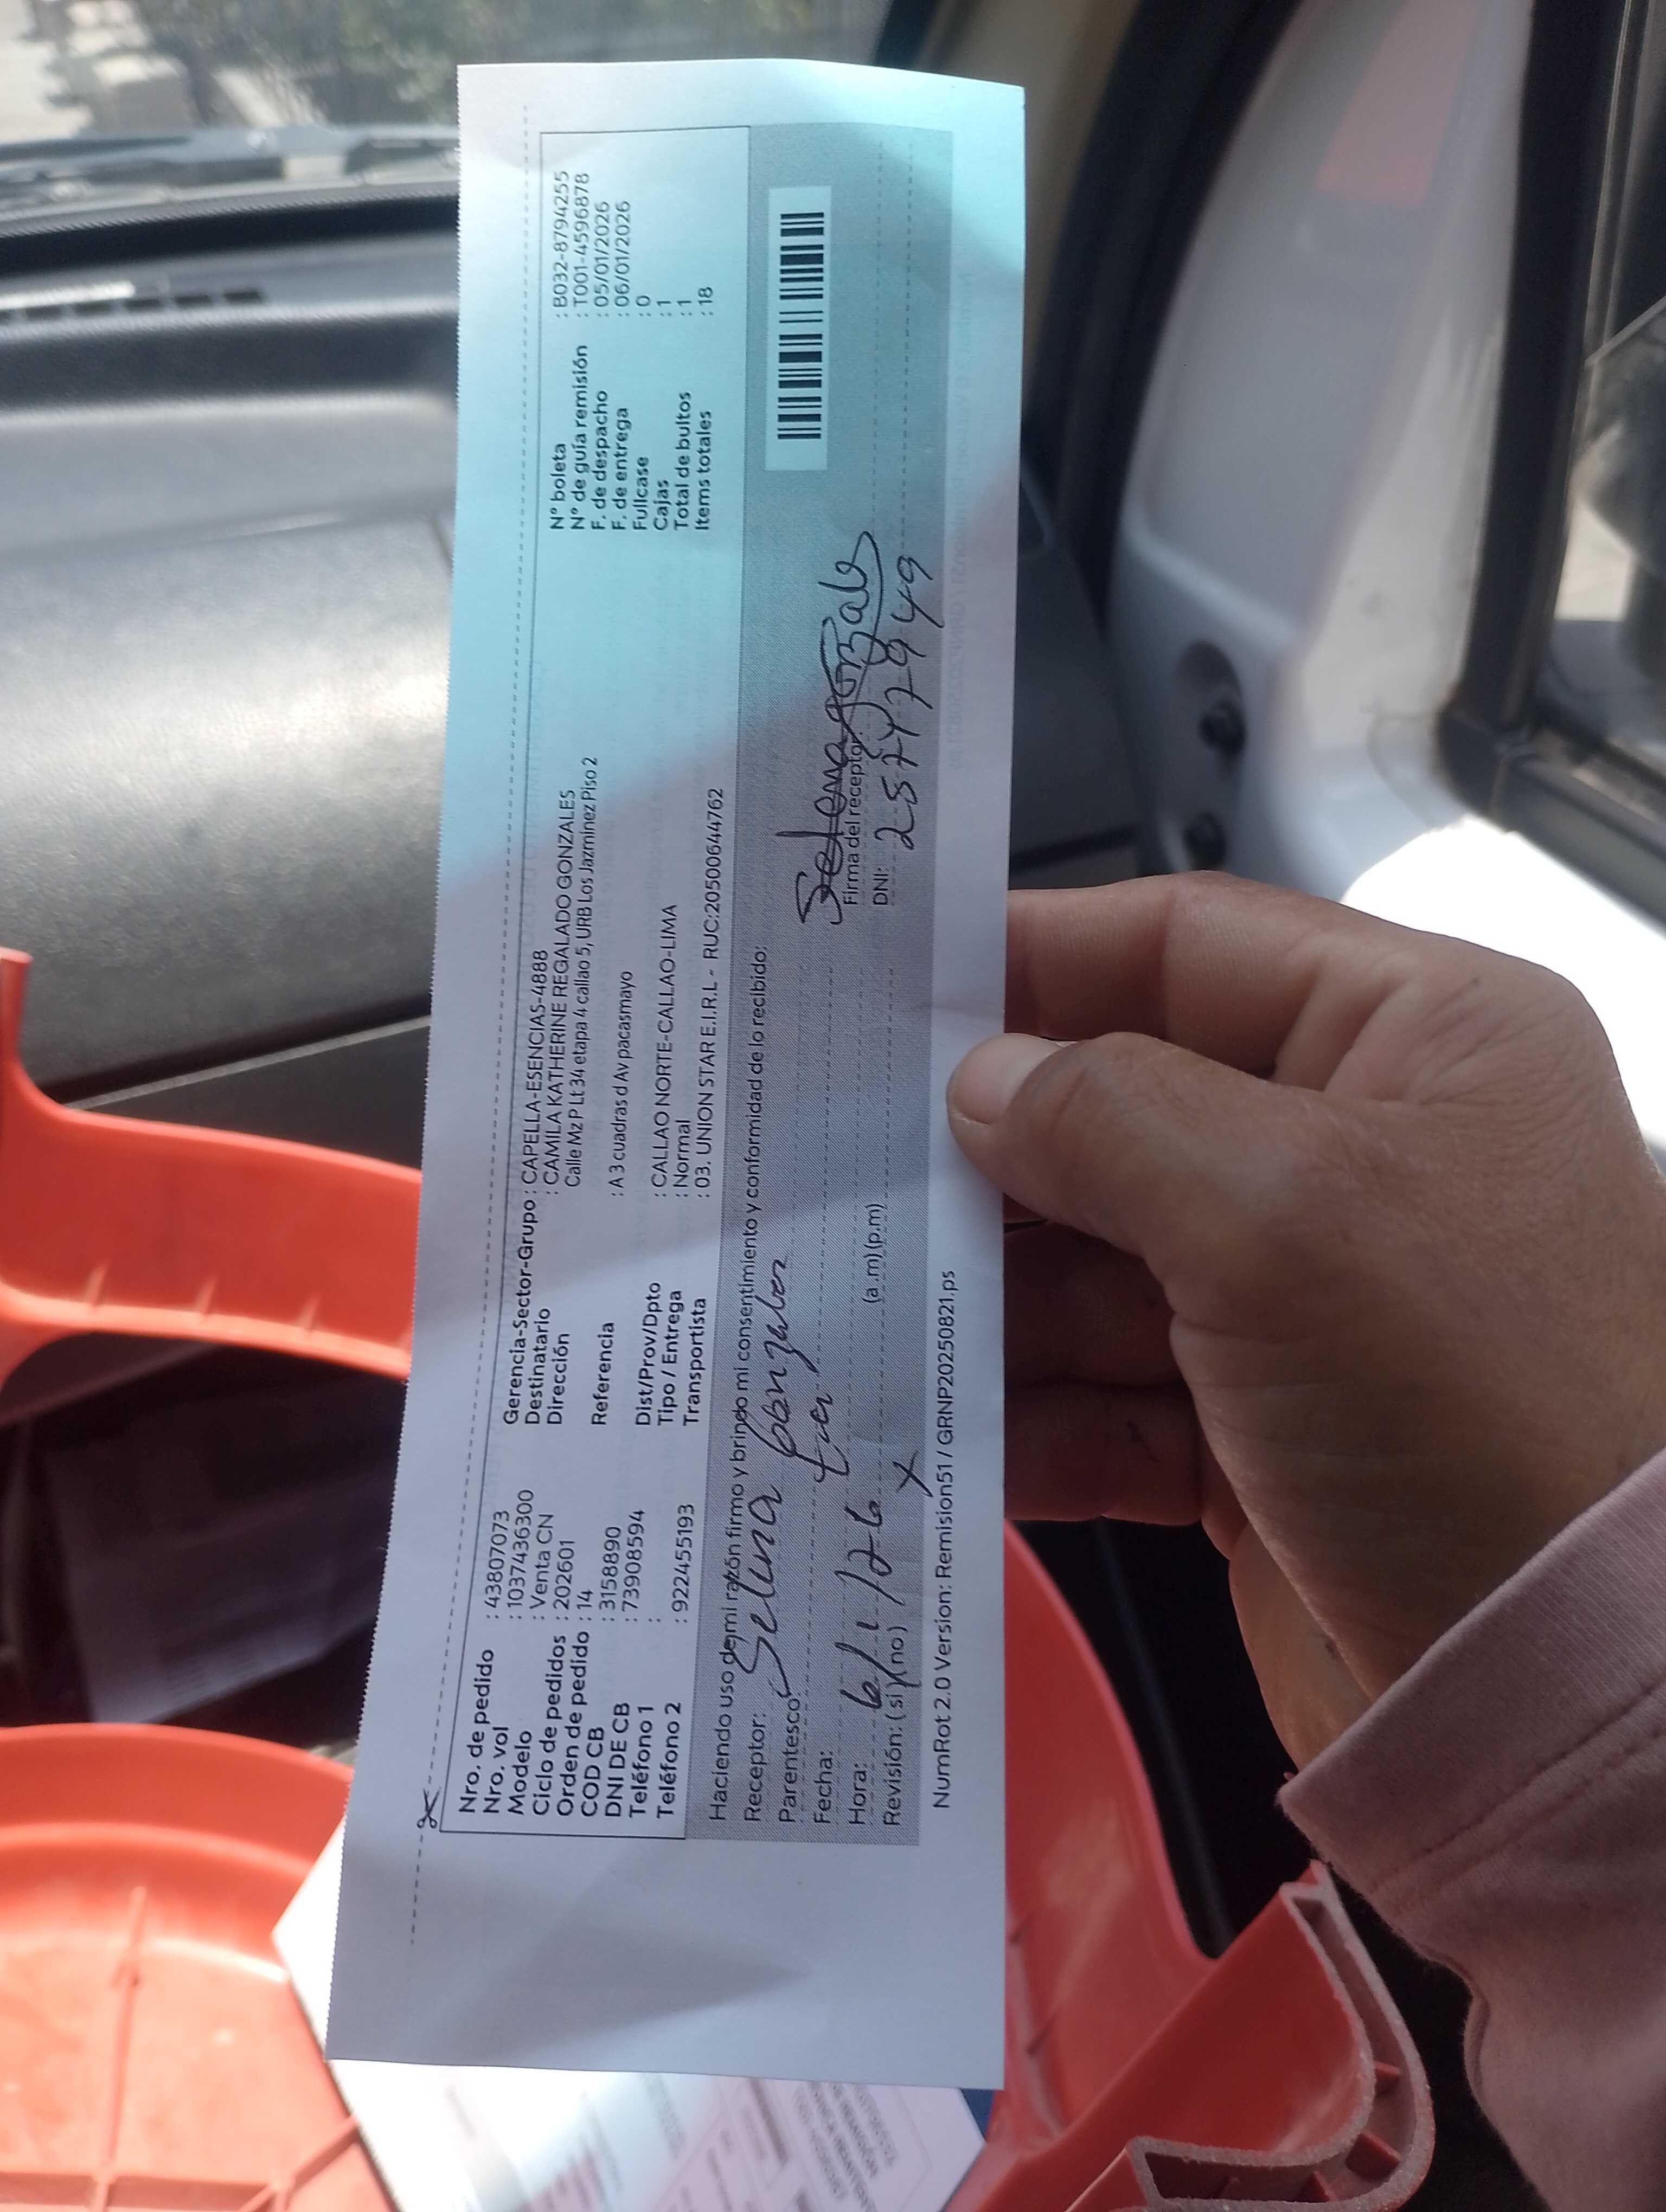 Nro. de pedido : 43807073
Nro. vol : 1037436300
Modelo : Venta CN
Ciclo de pedidos : 202601
Orden de pedido : 14
COD CB : 3158890
DNI DE CB : 73908594
Teléfono 1 :
Teléfono 2 : 922455193
Gerencia-Sector-Grupo : CAPELLA-ESENCIAS-4888
Destinatario : CAMILA KATHERINE REGALADO GONZALES
Dirección Calle Mz P Lt 34 etapa 4 callao 5, URB Los Jazminez Piso 2
Referencia : A 3 cuadras d Av pacasmayo
Dist/Prov/Dpto : CALLAO NORTE-CALLAO-LIMA
Tipo / Entrega : Normal
Transportista : 03. UNION STAR E.I.R.L - RUC:20500644762
N° boleta : B032-8794255
N° de guía remisión : T001-4596878
F. de despacho : 05/01/2026
F. de entrega : 06/01/2026
Fullcase : 0
Cajas : 1
Total de bultos : 1
Items totales : 18
Haciendo uso de mi razón firmo y brindo mi consentimiento y conformidad de lo recibido:
Receptor: Selena Gonzales
Parentesco:
Fecha: 6/1/26
Hora: (a.m) (p.m)
Revisión: (si) (no) X
Firma del receptor
DNI:
NumRot 2.0 Version: Remision51 / GRNP20250821.ps